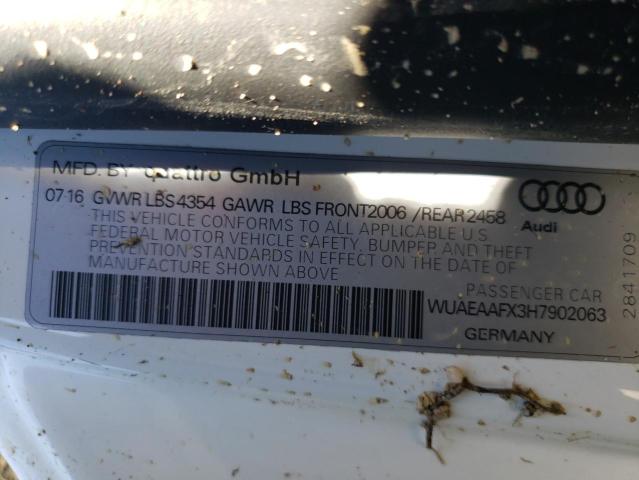 MFD. BY quattro GmbH
07-16 GVWR LBS 4354 GAWR LBS FRONT2006 /REAR 2458
THIS VEHICLE CONFORMS TO ALL APPLICABLE U.S.
FEDERAL MOTOR VEHICLE SAFETY, BUMPER AND THEFT
PREVENTION STANDARDS IN EFFECT ON THE DATE OF
MANUFACTURE SHOWN ABOVE
Audi
PASSENGER CAR
WUAEAAFX3H7902063
GERMANY
2841709